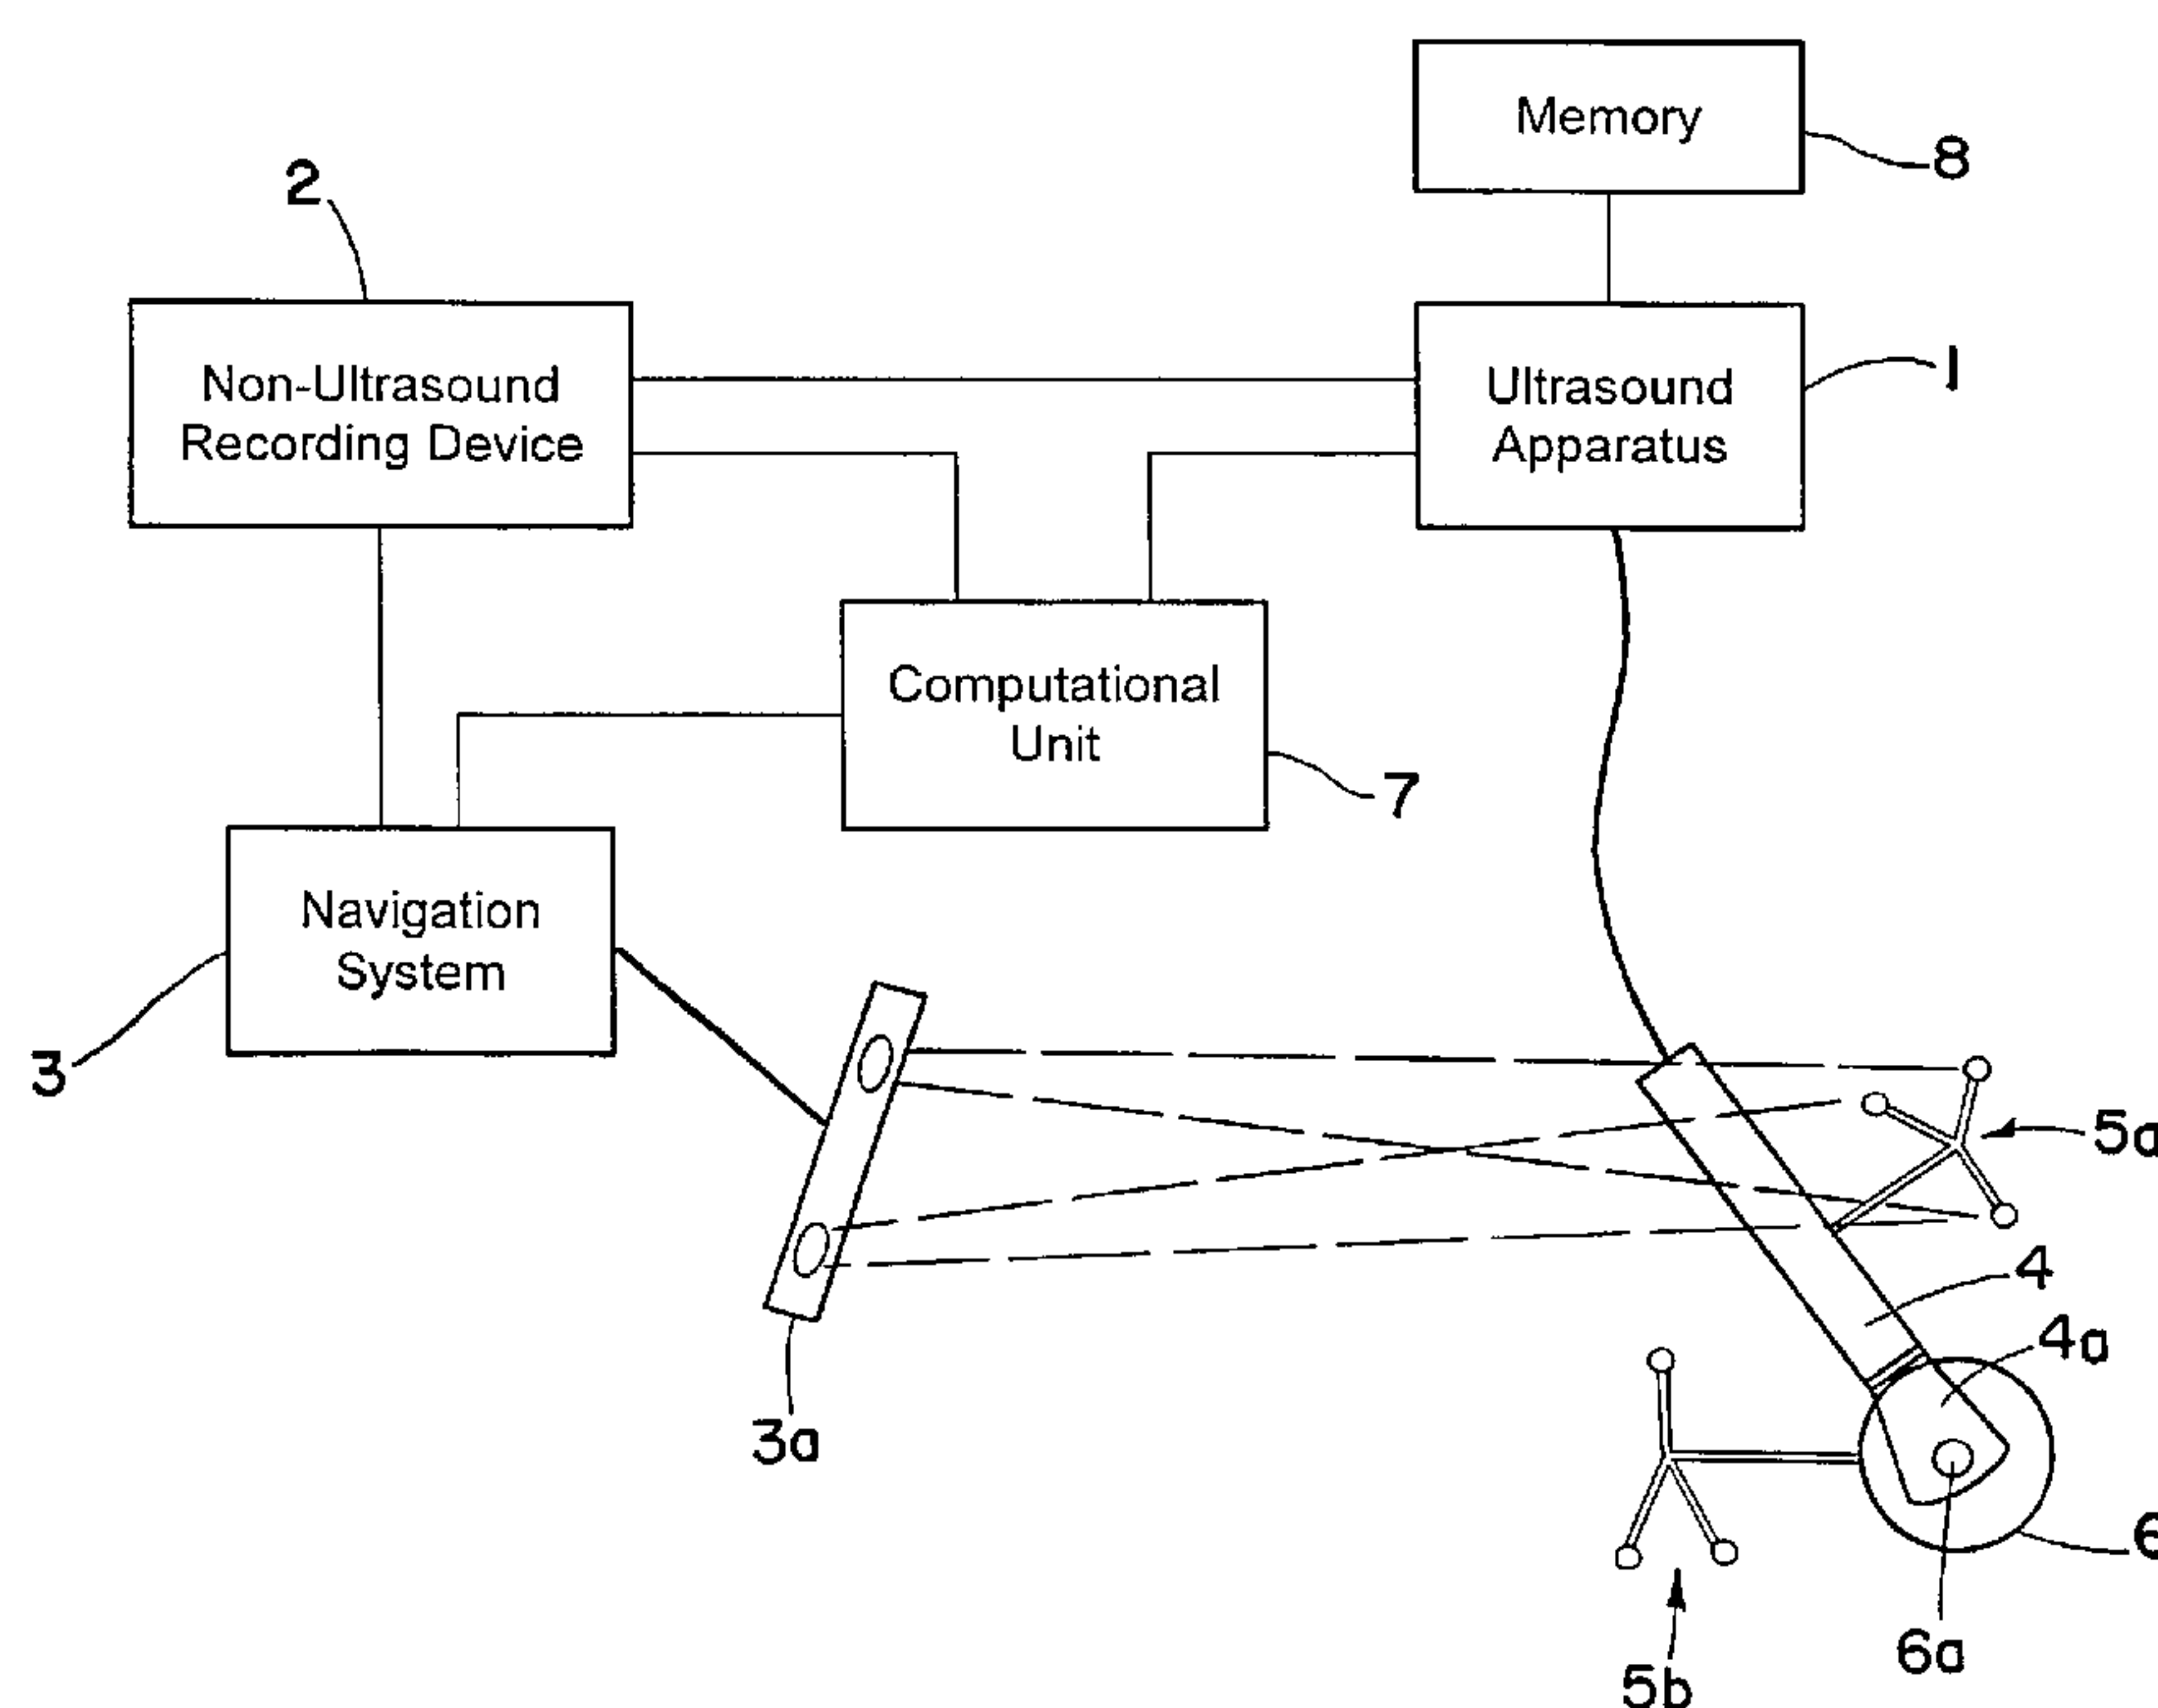 Memory
8
2
Non-Ultrasound
Recording Device
Ultrasound
Apparatus
1
Computational
Unit
7
Navigation
System
3
5a
4
4a
3a
6
6a
5b